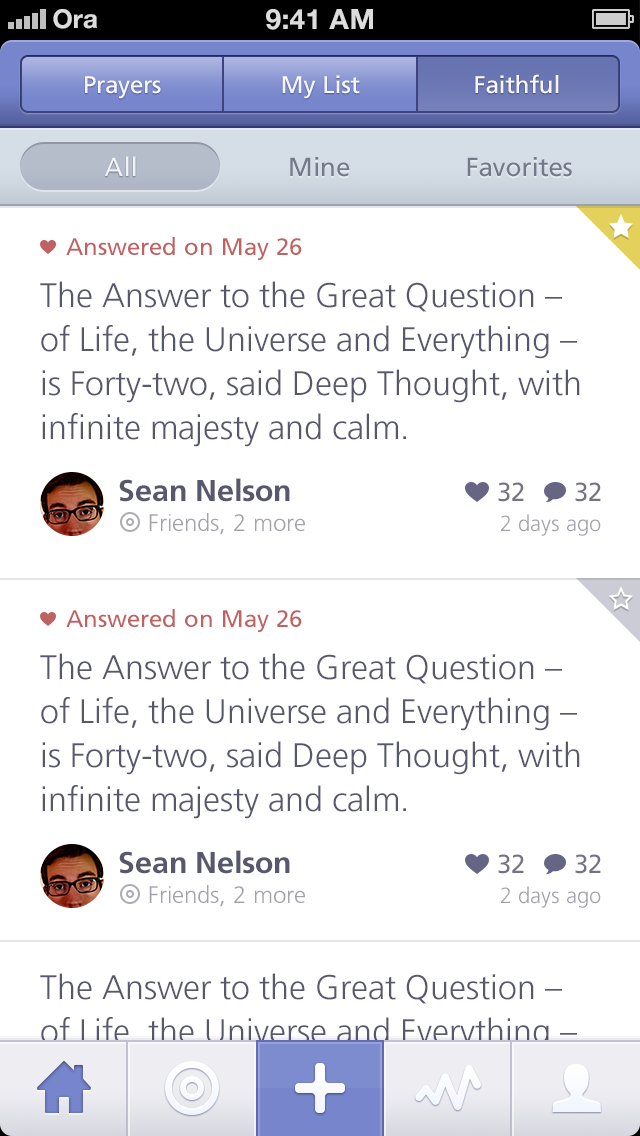 Ora 9:41 AM
Prayers My List Faithful
All Mine Favorites
Answered on May 26
The Answer to the Great Question –
of Life, the Universe and Everything –
is Forty-two, said Deep Thought, with
infinite majesty and calm.
Sean Nelson 32 32
Friends, 2 more 2 days ago
Answered on May 26
The Answer to the Great Question –
of Life, the Universe and Everything –
is Forty-two, said Deep Thought, with
infinite majesty and calm.
Sean Nelson 32 32
Friends, 2 more 2 days ago
The Answer to the Great Question –
of Life, the Universe and Everything –